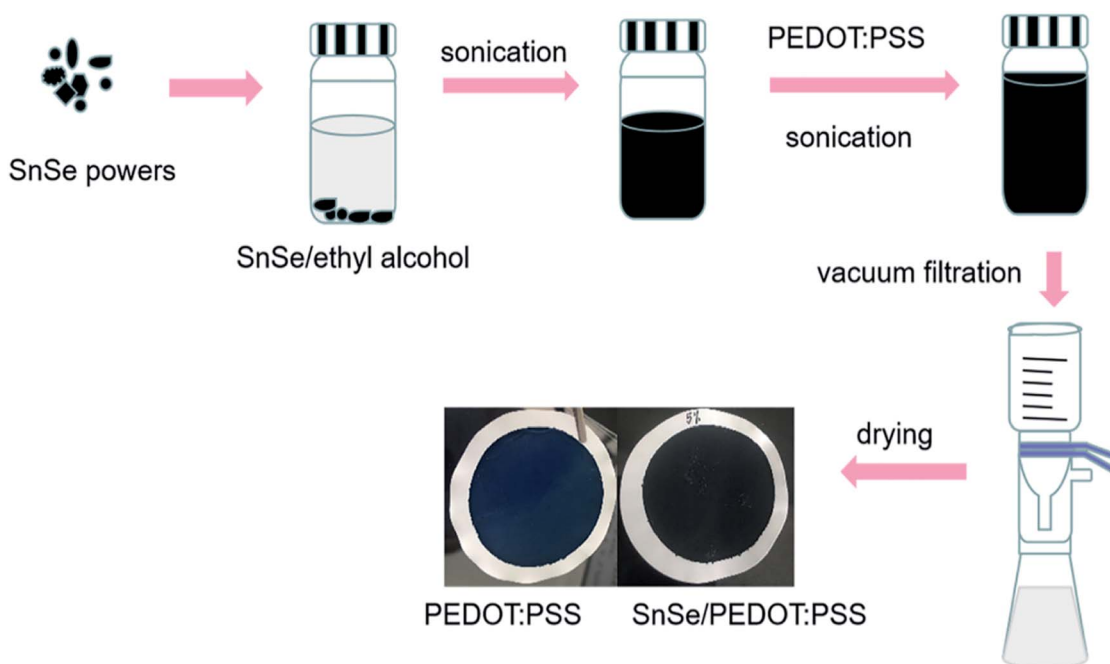 SnSe powers
SnSe/ethyl alcohol
sonication
PEDOT:PSS
sonication
vacuum filtration
drying
5%
PEDOT:PSS
SnSe/PEDOT:PSS